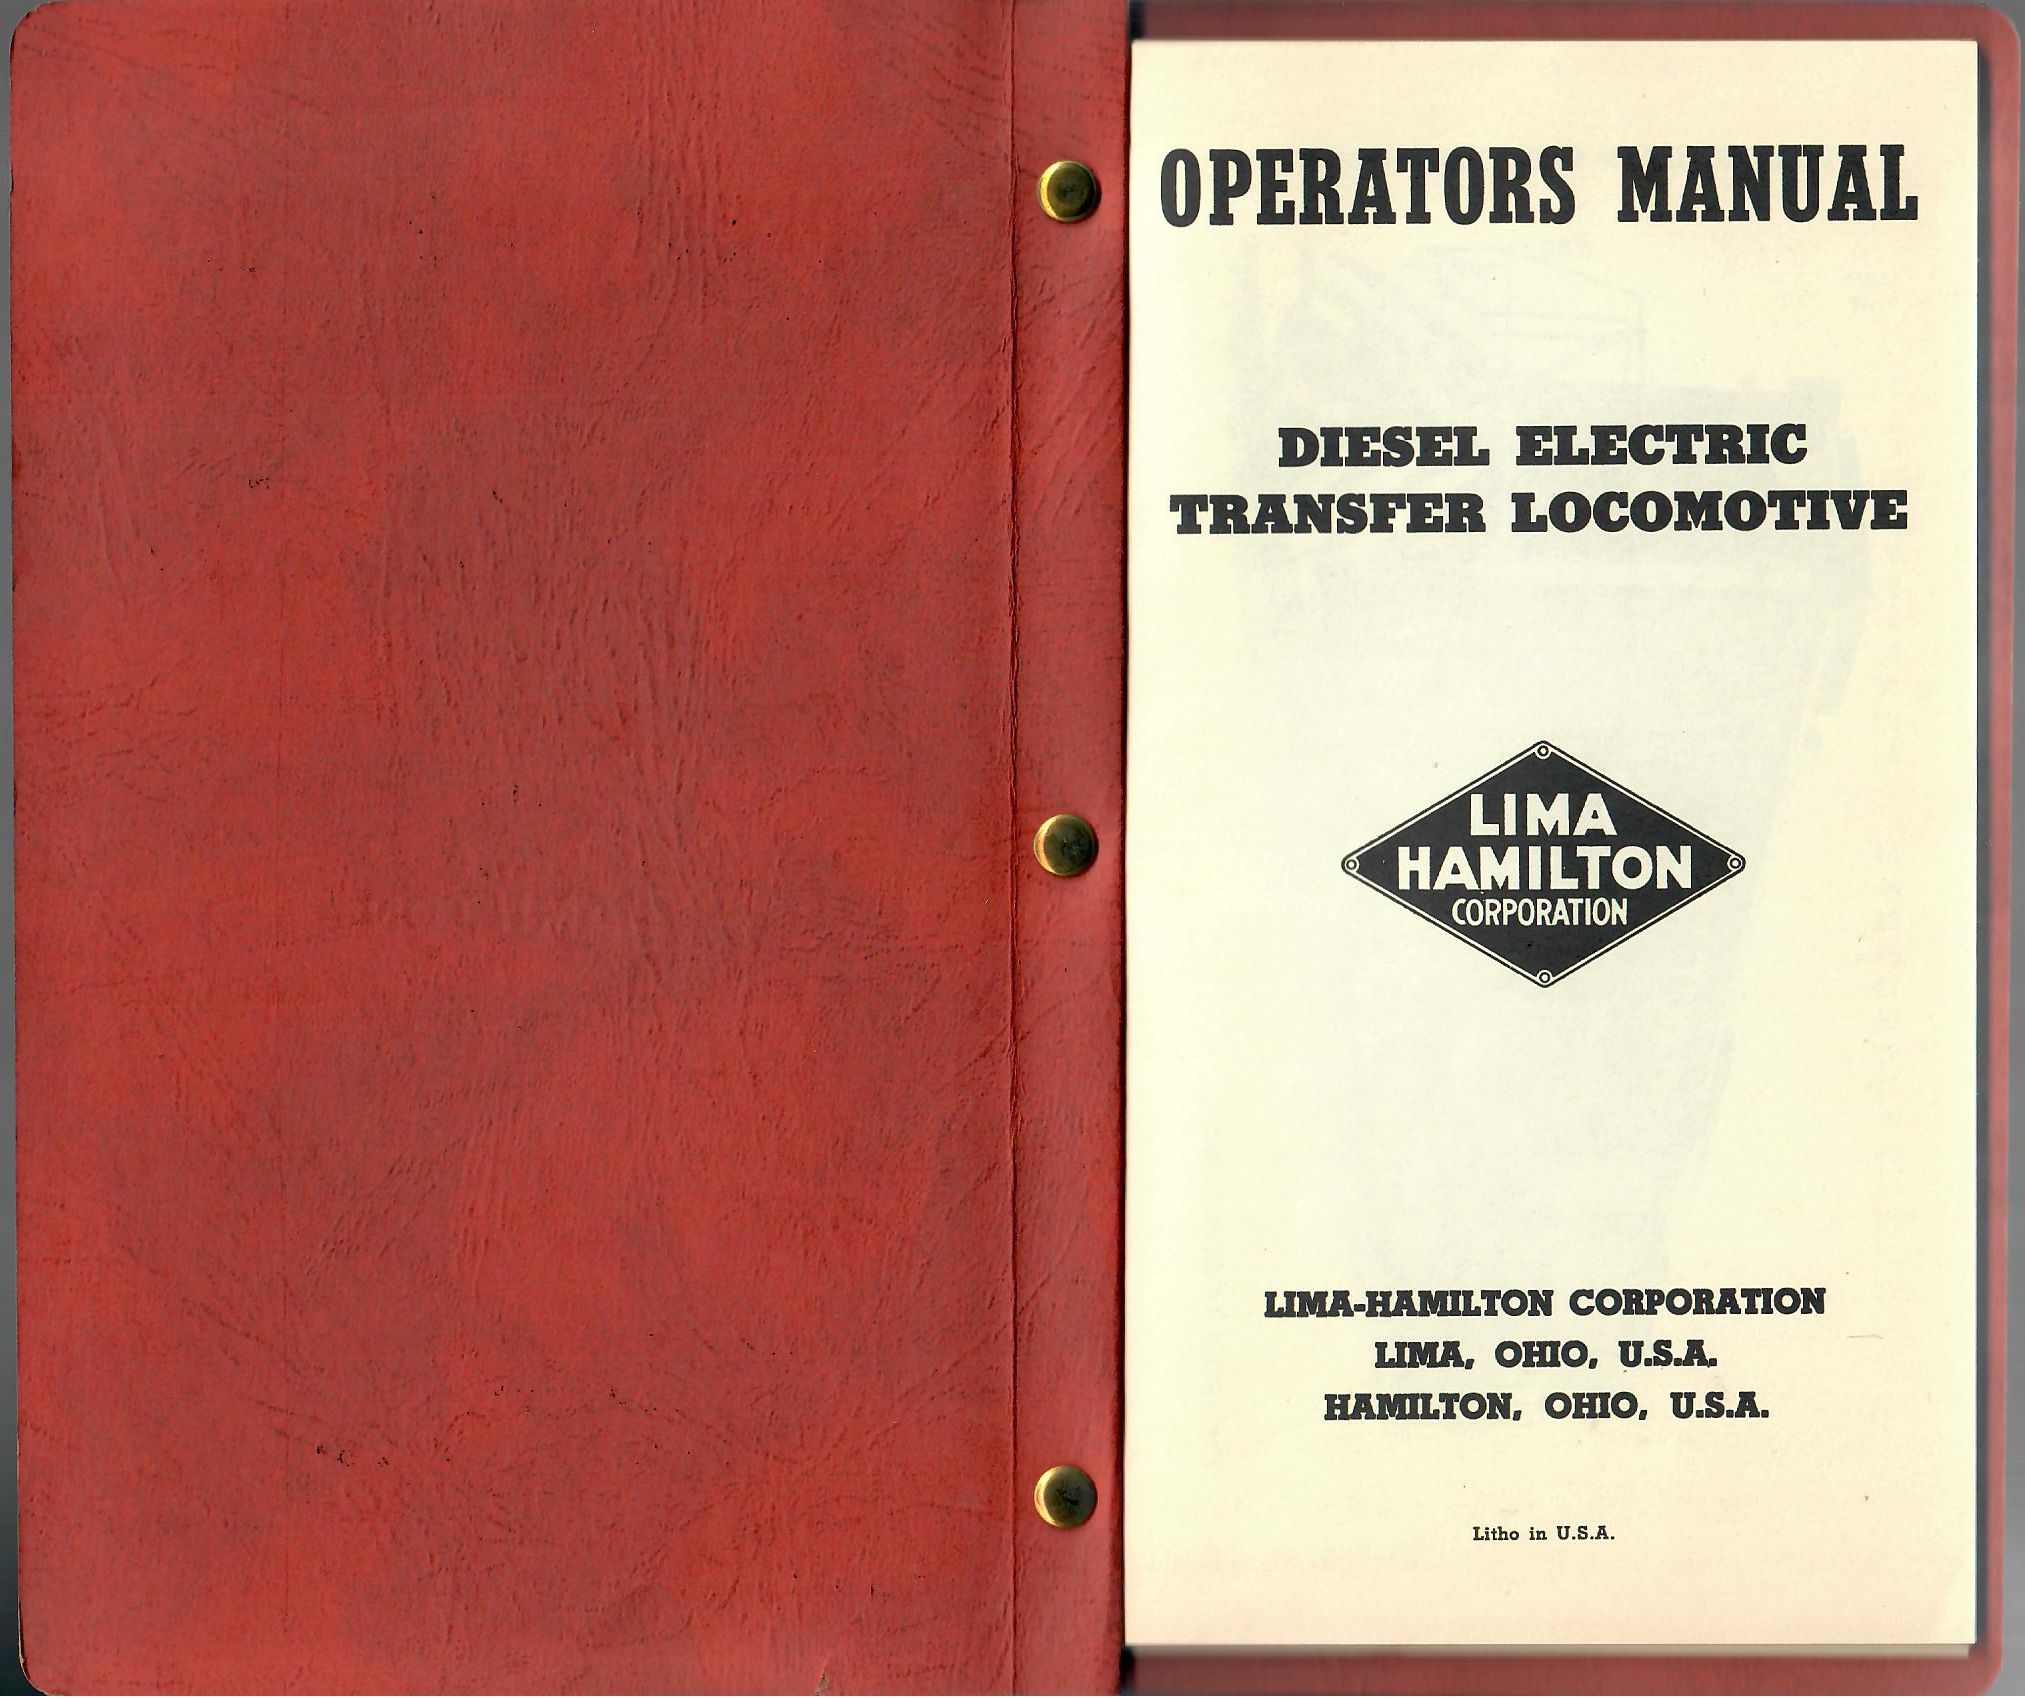 OPERATORS MANUAL
DIESEL ELECTRIC
TRANSFER LOCOMOTIVE
LIMA
HAMILTON
CORPORATION
LIMA-HAMILTON CORPORATION
LIMA, OHIO, U.S.A.
HAMILTON, OHIO, U.S.A.
Litho in U.S.A.